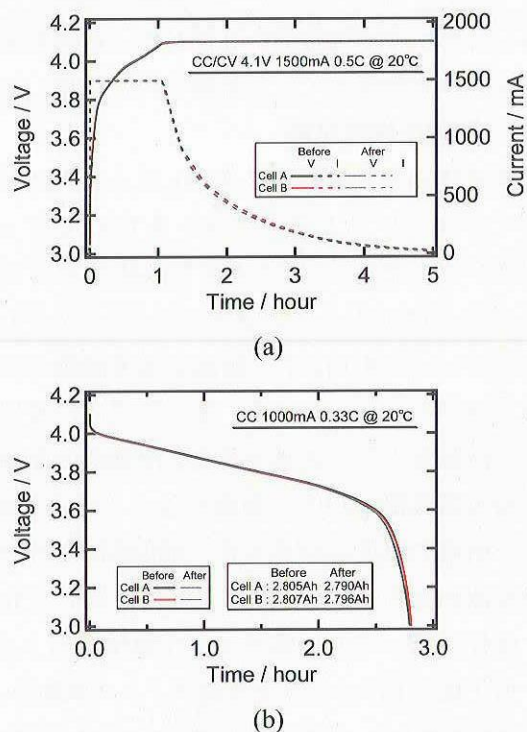 4.2
4.0
3.8
3.6
3.4
3.2
3.0
Voltage / V
2000
1500
1000
500
0
Current / mA
CC/CV 4.1V 1500mA 0.5C @ 20°C
Before Afrer
V I V I
Cell A
Cell B
0 1 2 3 4 5
Time / hour
(a)
4.2
4.0
3.8
3.6
3.4
3.2
3.0
Voltage / V
CC 1000mA 0.33C @ 20°C
Before After
Cell A
Cell B
Before After
Cell A : 2.805Ah 2.790Ah
Cell B : 2.807Ah 2.796Ah
0.0 1.0 2.0 3.0
Time / hour
(b)